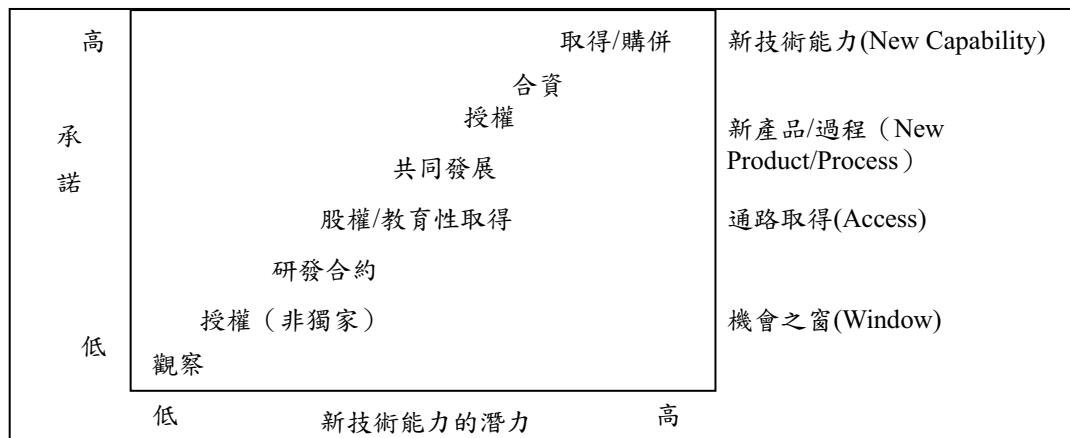 高
取得/購併
新技術能力(New Capability)
合資
授權
承
諾
新產品/過程（New
Product/Process）
共同發展
股權/教育性取得
通路取得(Access)
研發合約
授權（非獨家）
機會之窗(Window)
低
觀察
低
新技術能力的潛力
高